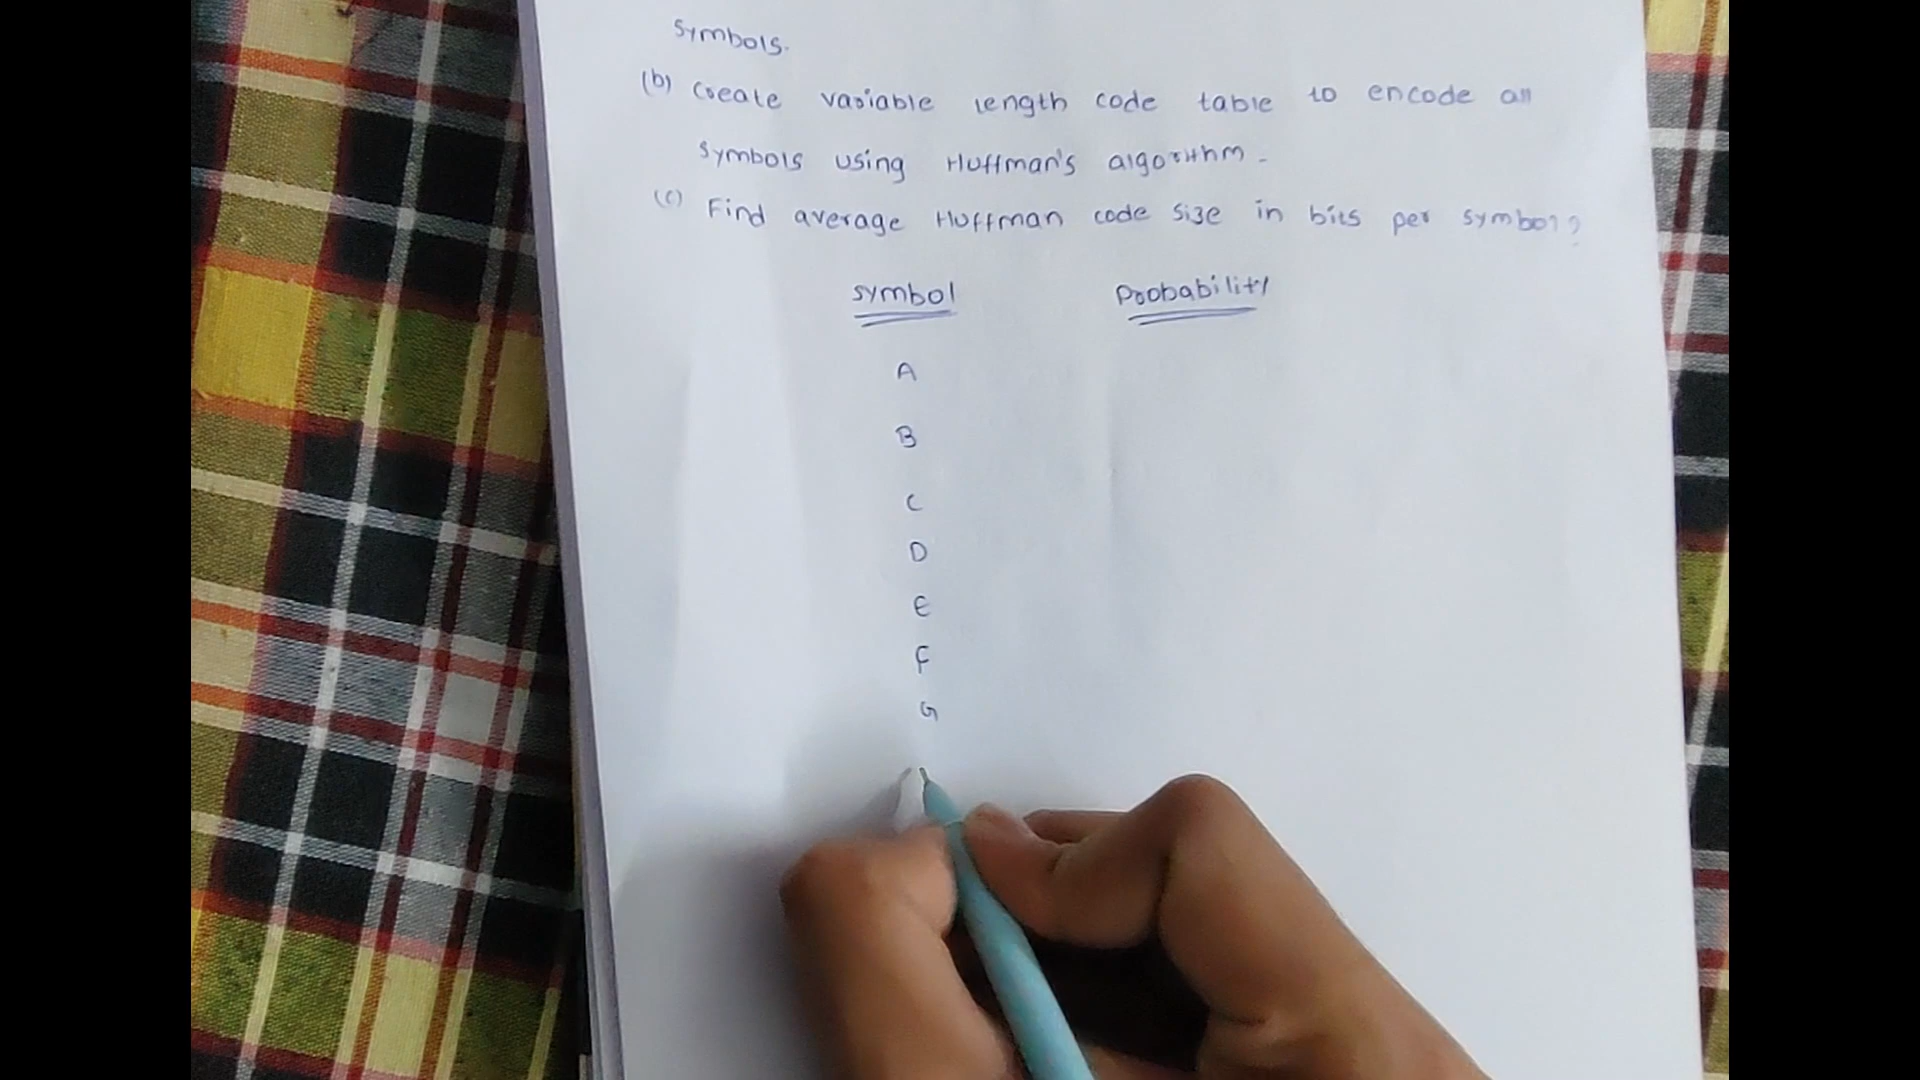 symbols.
(b) Create variable length code table to encode all
symbols using Huffman's algorithm.
(c) Find average Huffman code size in bits per symbol?
Symbol Probability
A
B
C
D
E
F
G